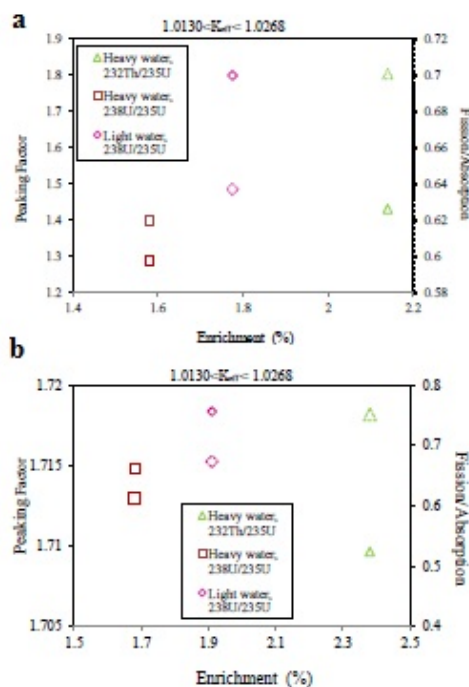 a
1.0130<Keff< 1.0268
1.9
1.8
1.7
1.6
1.5
1.4
1.3
1.2
Peaking Factor
Heavy water,
232Th/235U
Heavy water,
238U/235U
Light water,
238U/235U
0.72
0.7
0.68
0.66
0.64
0.62
0.6
0.58
Fission/Absorption
1.4 1.6 1.8 2 2.2
Enrichment (%)
b
1.0130<Keff< 1.0268
1.72
1.715
1.71
1.705
Peaking Factor
Heavy water,
232Th/235U
Heavy water,
238U/235U
Light water,
238U/235U
0.8
0.7
0.6
0.5
0.4
Fission/Absorption
1.5 1.7 1.9 2.1 2.3 2.5
Enrichment (%)